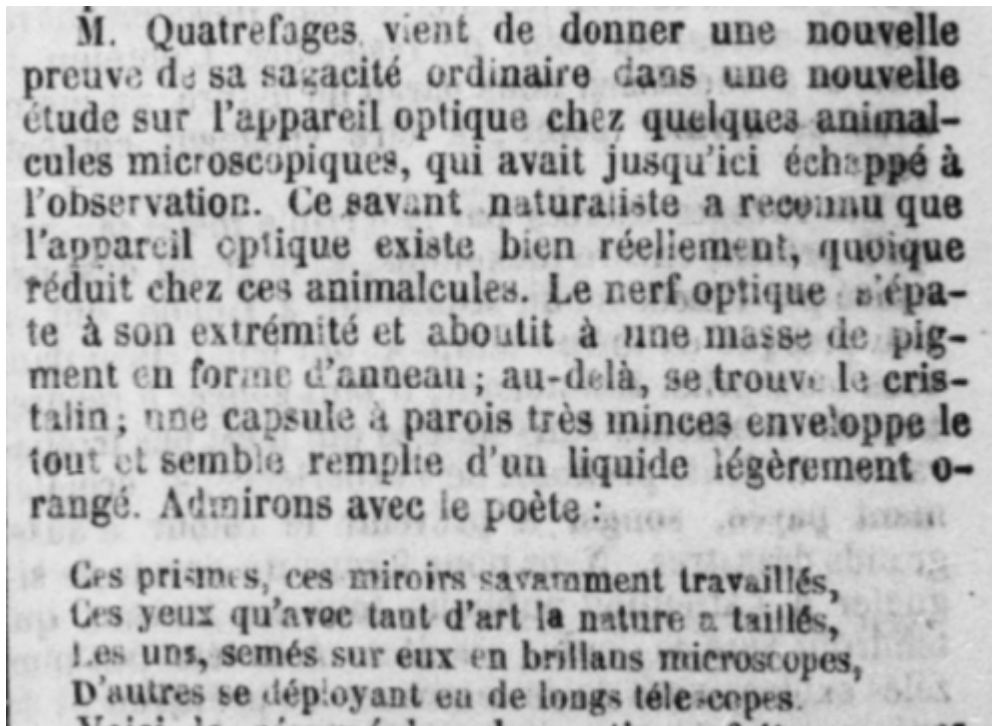 M. Quatrefages vient de donner une nouvelle
preuve de sa sagacité ordinaire dans une nouvelle
étude sur l'appareil optique chez quelques animal-
cules microscopiques, qui avait jusqu'ici échappé à
l'observation. Ce savant naturaliste a reconnu que
l'appareil optique existe bien réellement, quoique
réduit chez ces animalcules. Le nerf optique s'épa-
te à son extrémité et aboutit à une masse de pig-
ment en forme d'anneau ; au-delà, se trouve le cris-
talin ; une capsule à parois très minces enveloppe le
tout et semble remplie d'un liquide légèrement o-
rangé. Admirons avec le poète :
Ces prismes, ces miroirs savamment travaillés,
Ces yeux qu'avec tant d'art la nature a taillés,
Les uns, semés sur eux en brillans microscopes,
D'autres se déployant en de longs télescopes.